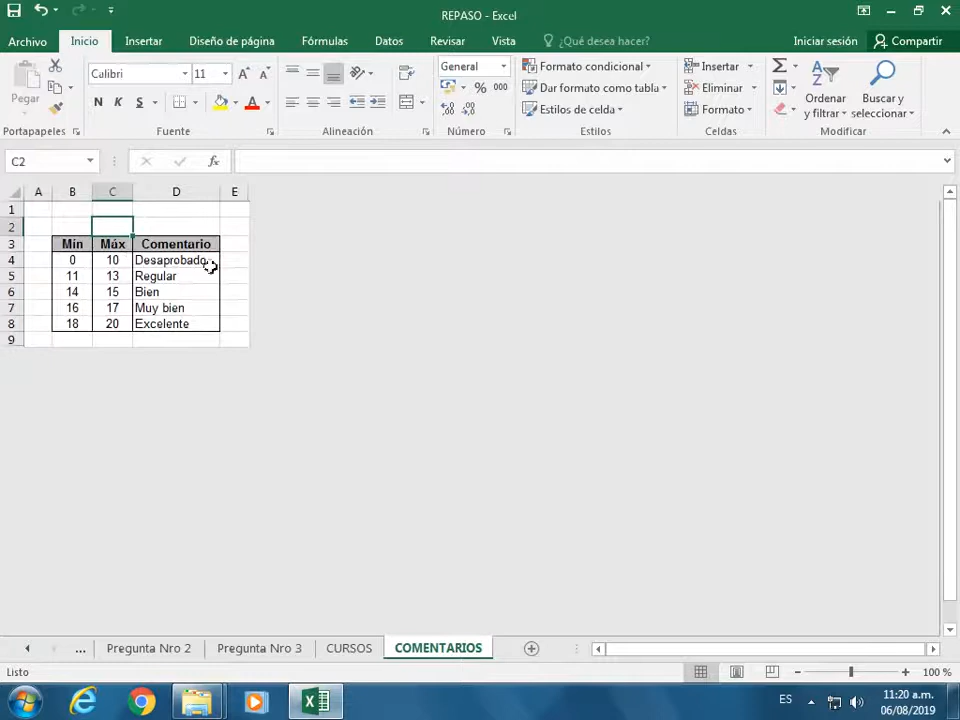 REPASO - Excel
Archivo Inicio Insertar Diseño de página Fórmulas Datos Revisar Vista ¿Qué desea hacer? Iniciar sesión Compartir
Pegar
Calibri 11
N K S
General
% 000
Formato condicional
Dar formato como tabla
Estilos de celda
Insertar
Eliminar
Formato
Ordenar y filtrar
Buscar y seleccionar
Portapapeles Fuente Alineación Número Estilos Celdas Modificar
C2 fx
A B C D E
1
2
3 Mín Máx Comentario
4 0 10 Desaprobado
5 11 13 Regular
6 14 15 Bien
7 16 17 Muy bien
8 18 20 Excelente
9
... Pregunta Nro 2 Pregunta Nro 3 CURSOS COMENTARIOS
Listo 100 %
ES 11:20 a.m.
06/08/2019